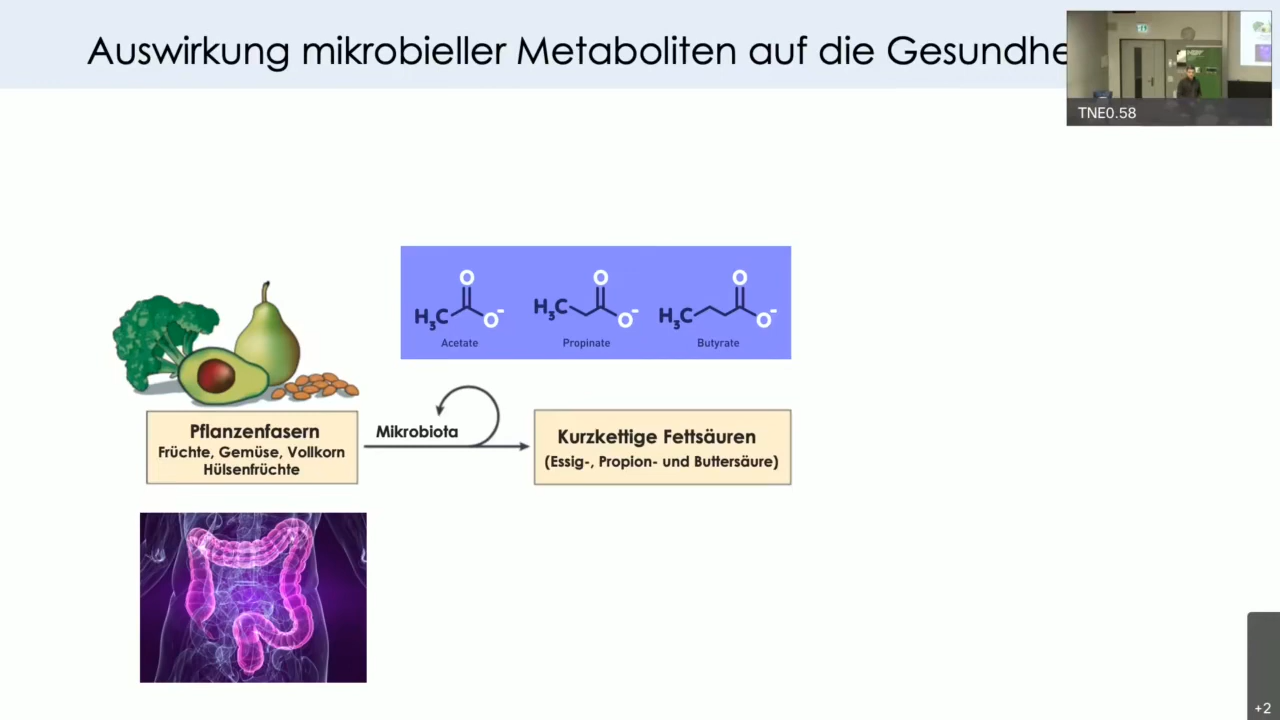 Auswirkung mikrobieller Metaboliten auf die Gesundhe
TNE0.58
O
O
O
H₃C
O⁻
H₃C
O⁻
H₃C
O⁻
Acetate
Propinate
Butyrate
Pflanzenfasern
Früchte, Gemüse, Vollkorn
Hülsenfrüchte
Mikrobiota
Kurzkettige Fettsäuren
(Essig-, Propion- und Buttersäure)
+2